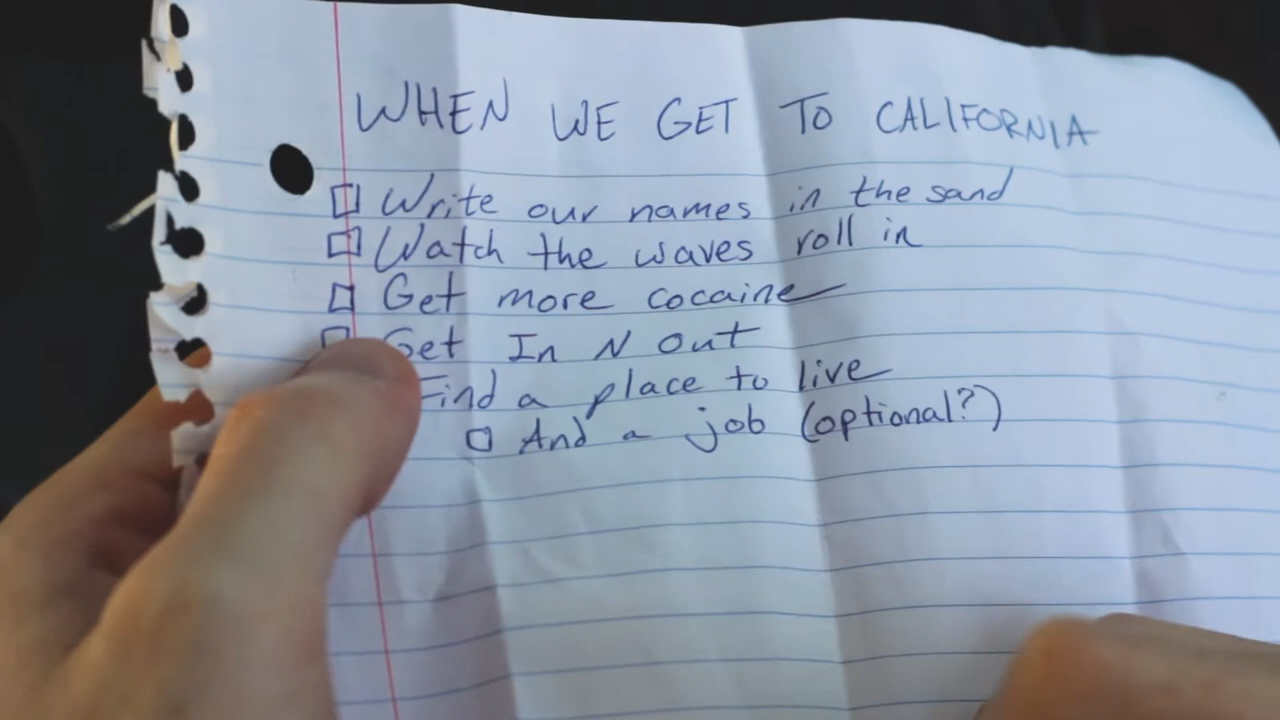 WHEN WE GET TO CALIFORNIA
Write our names in the sand
Watch the waves roll in
Get more cocaine
Get In N Out
Find a place to live
And a job (optional?)